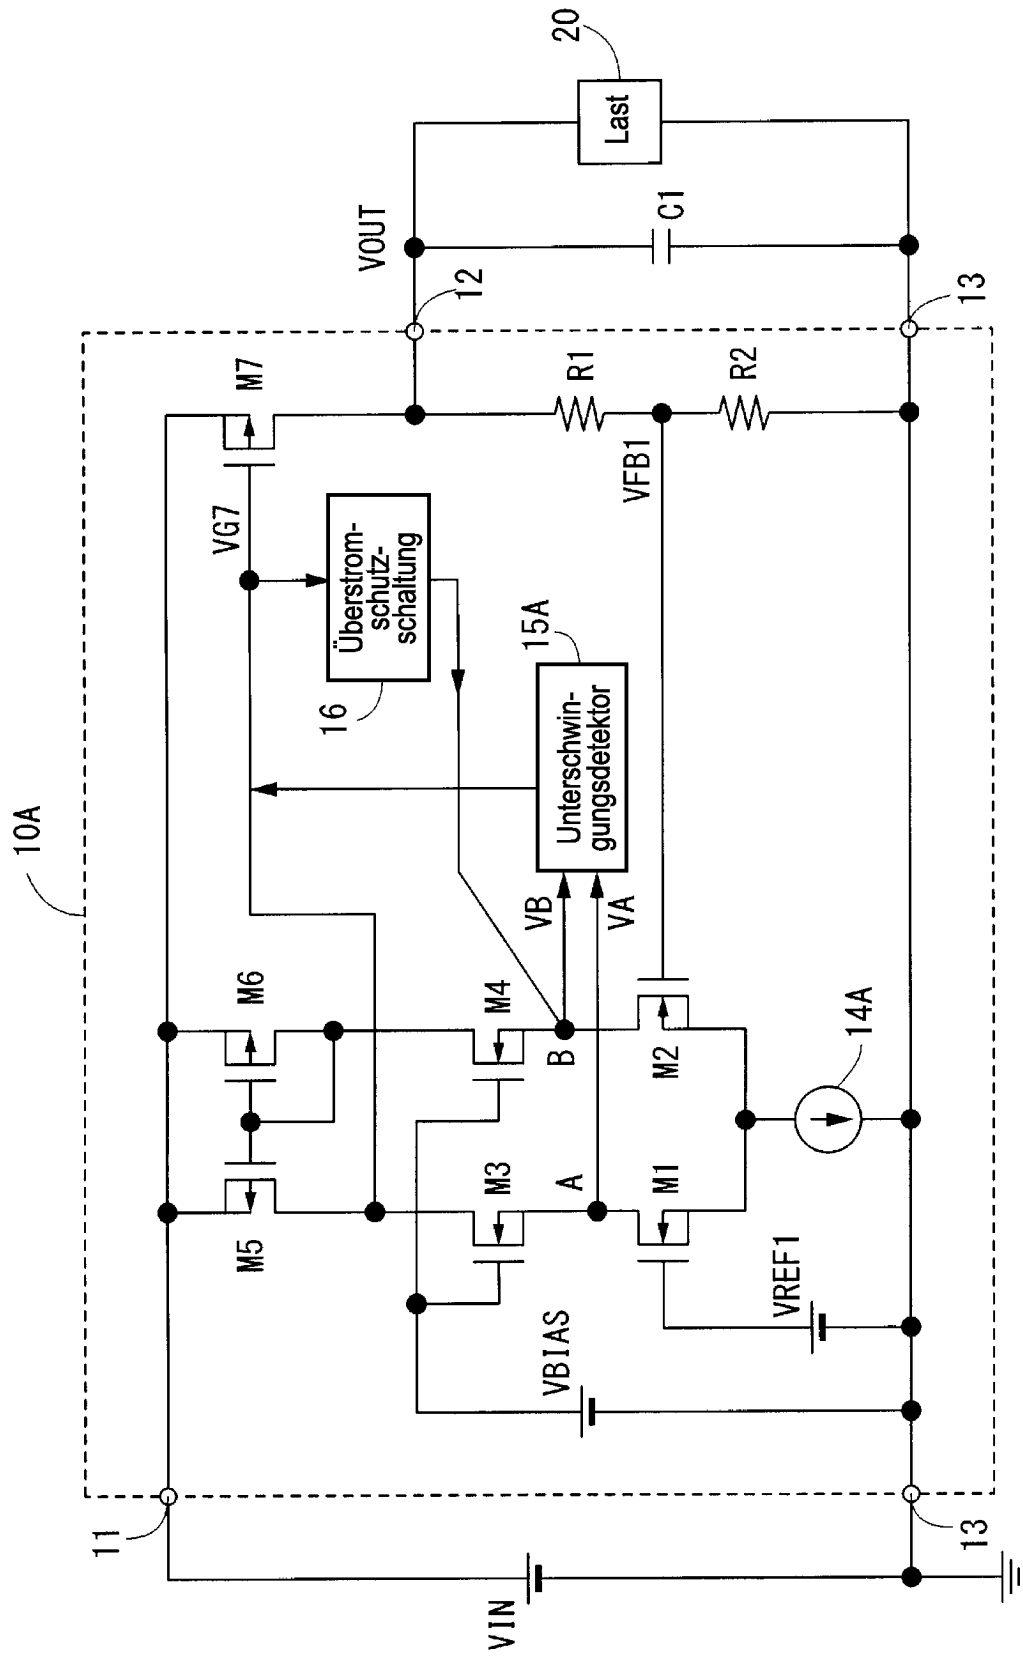 10A
11
VIN
13
VBIAS
VREF1
M5
M6
M3
M4
A
B
M1
M2
14A
VB
VA
Unterschwin-
gungsdetektor
15A
Überstrom-
schutz-
schaltung
16
VG7
M7
VFB1
R1
R2
12
13
VOUT
C1
Last
20